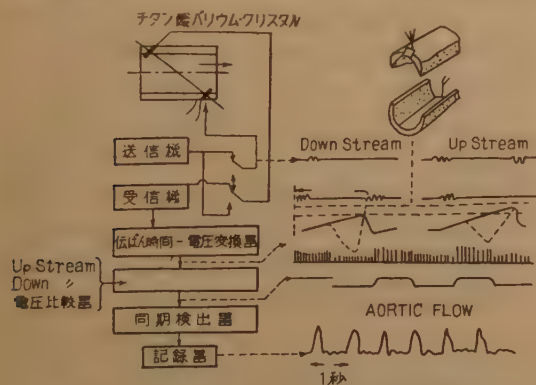 チタン酸バリウム・クリスタル
Down Stream
Up Stream
送信機
受信機
伝ぱん時間-電圧変換器
Up Stream
Down 〃
電圧比較器
同期検出器
AORTIC FLOW
記録器
1秒